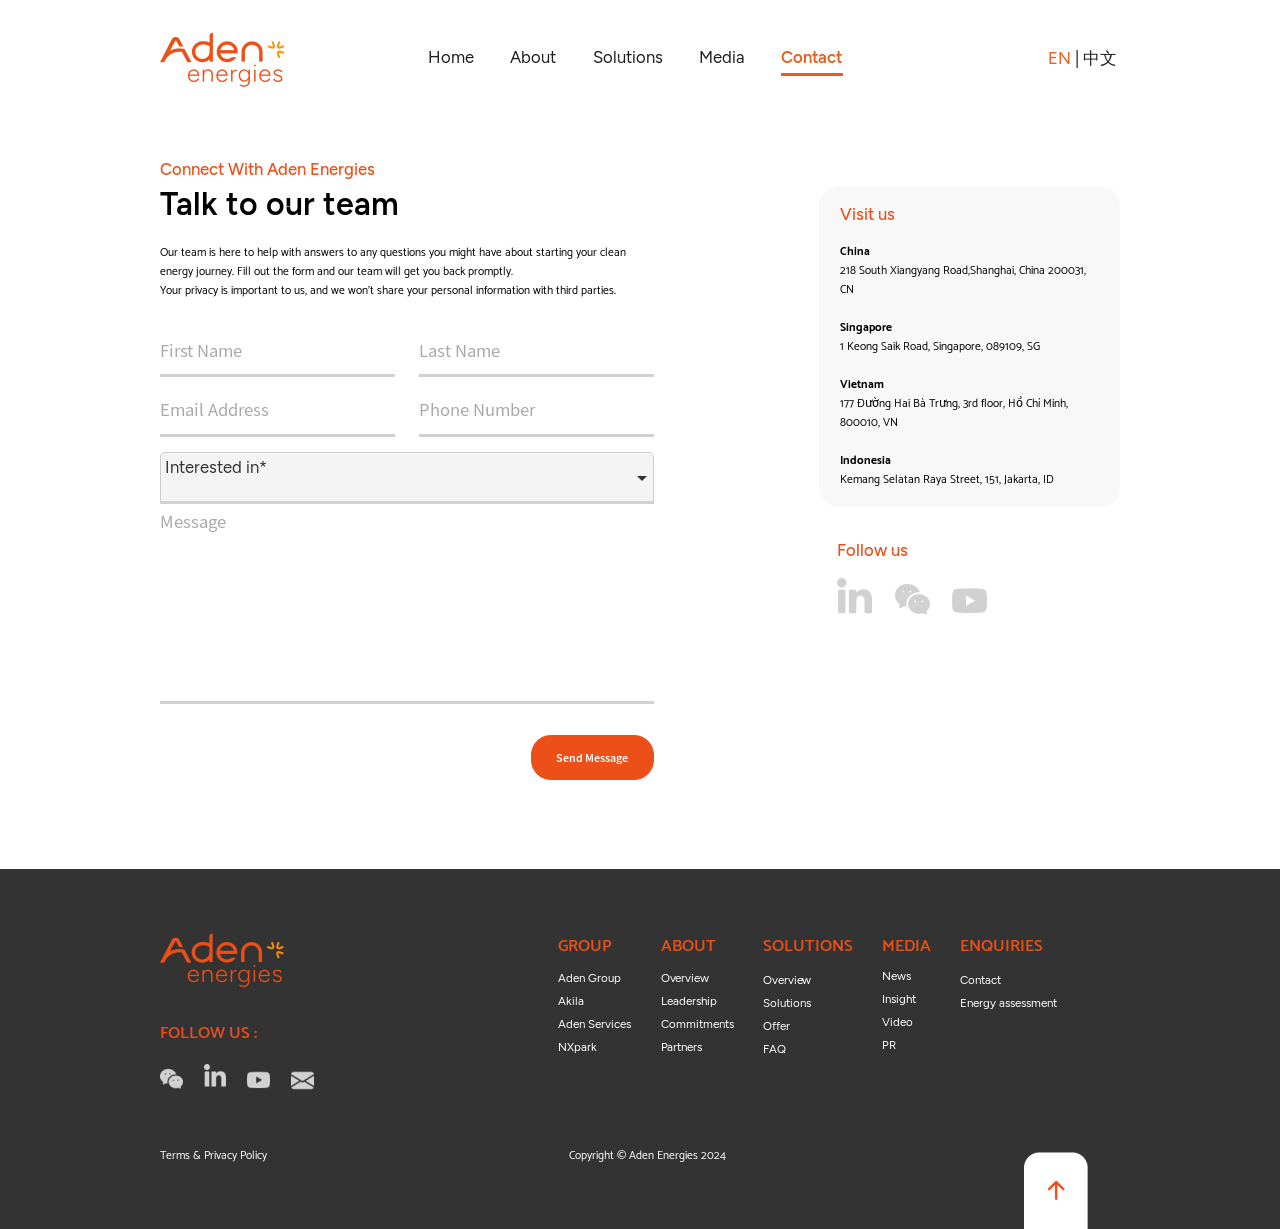 Aden
energies
Home
About
Solutions
Media
Contact
EN | 中文
Connect With Aden Energies
Talk to our team
Our team is here to help with answers to any questions you might have about starting your clean
energy journey. Fill out the form and our team will get you back promptly.
Your privacy is important to us, and we won't share your personal information with third parties.
First Name
Last Name
Email Address
Phone Number
Interested in*
Message
Send Message
Visit us
China
218 South Xiangyang Road,Shanghai, China 200031,
CN
Singapore
1 Keong Saik Road, Singapore, 089109, SG
Vietnam
177 Đường Hai Bà Trưng, 3rd floor, Hồ Chí Minh,
800010, VN
Indonesia
Kemang Selatan Raya Street, 151, Jakarta, ID
Follow us
in
Aden
energies
FOLLOW US :
in
GROUP
Aden Group
Akila
Aden Services
NXpark
ABOUT
Overview
Leadership
Commitments
Partners
SOLUTIONS
Overview
Solutions
Offer
FAQ
MEDIA
News
Insight
Video
PR
ENQUIRIES
Contact
Energy assessment
Terms & Privacy Policy
Copyright © Aden Energies 2024